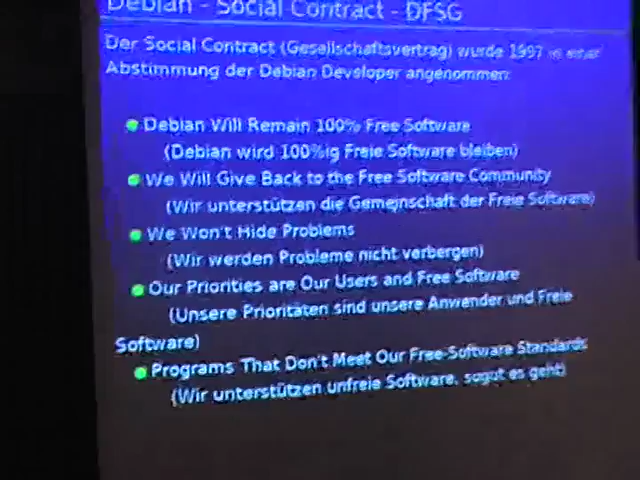 Debian - Social Contract - DFSG
Der Social Contract (Gesellschaftsvertrag) wurde 1997 in einer
Abstimmung der Debian Developer angenommen:
Debian Will Remain 100% Free Software
(Debian wird 100%ig Freie Software bleiben)
We Will Give Back to the Free Software Community
(Wir unterstützen die Gemeinschaft der Freie Software)
We Won't Hide Problems
(Wir werden Probleme nicht verbergen)
Our Priorities are Our Users and Free Software
(Unsere Prioritäten sind unsere Anwender und Freie
Software)
Programs That Don't Meet Our Free-Software Standards
(Wir unterstützen unfreie Software, sogut es geht)